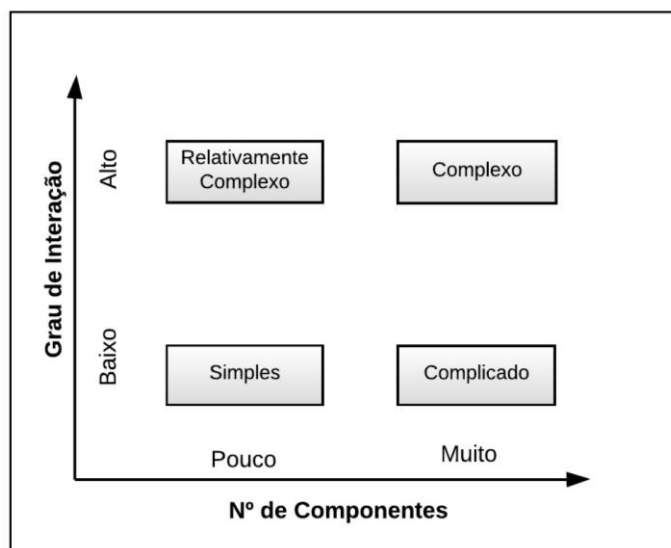 Grau de Interação
Alto
Baixo
Relativamente
Complexo
Complexo
Simples
Complicado
Pouco
Muito
Nº de Componentes